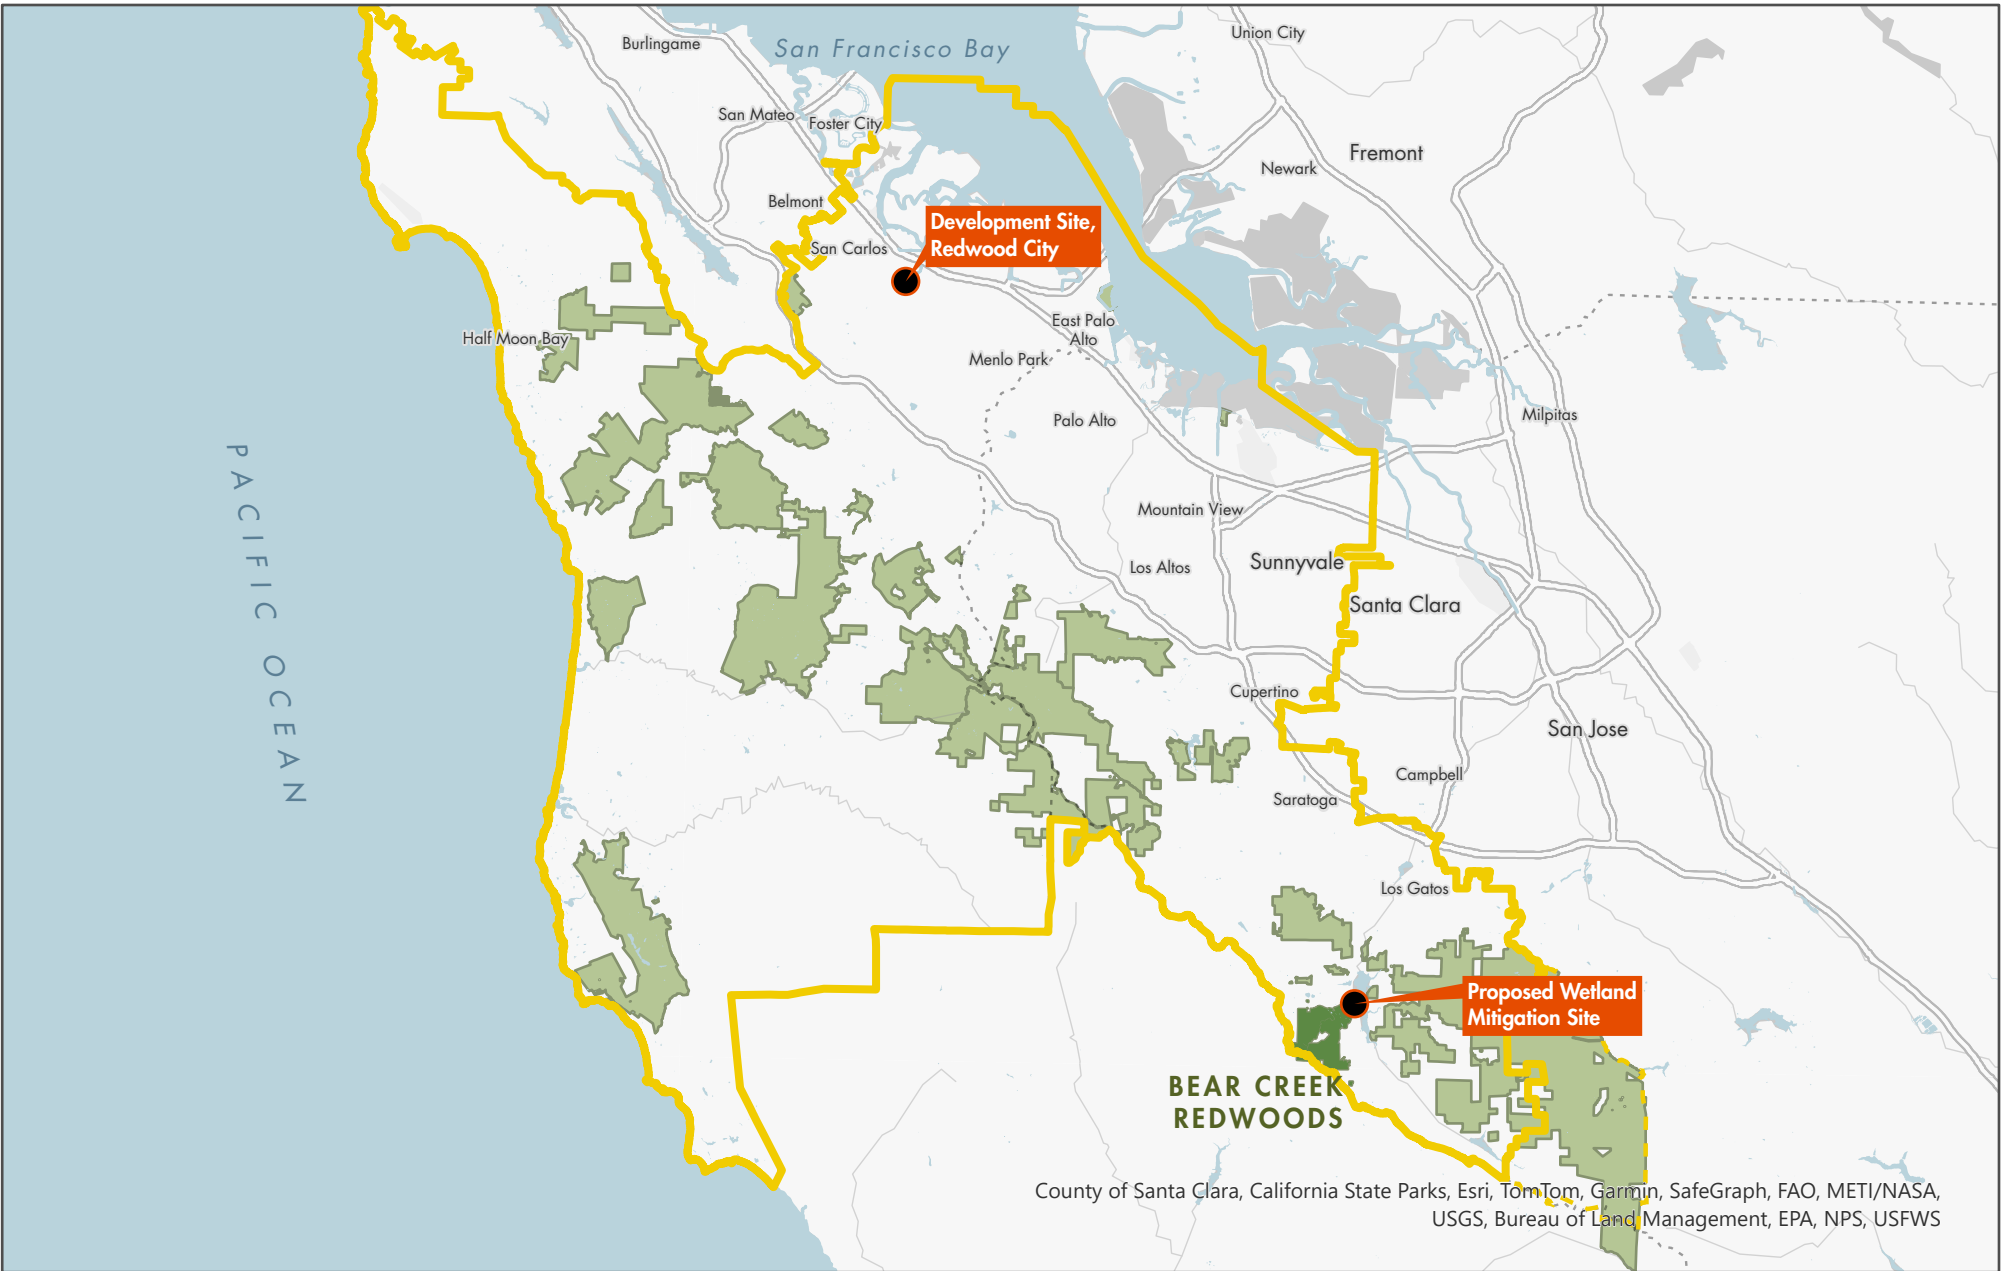 Burlingame
San Francisco Bay
Union City
San Mateo
Foster City
Fremont
Newark
Belmont
Development Site,
Redwood City
San Carlos
East Palo
Alto
Half Moon Bay
Menlo Park
Palo Alto
Milpitas
PACIFIC OCEAN
Mountain View
Sunnyvale
Los Altos
Santa Clara
Cupertino
San Jose
Campbell
Saratoga
Los Gatos
Proposed Wetland
Mitigation Site
BEAR CREEK
REDWOODS
County of Santa Clara, California State Parks, Esri, TomTom, Garmin, SafeGraph, FAO, METI/NASA,
USGS, Bureau of Land Management, EPA, NPS, USFWS